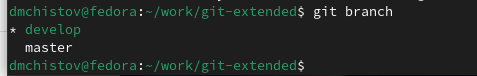 dmchistov@fedora:~/work/git-extended$ git branch
* develop
  master
dmchistov@fedora:~/work/git-extended$